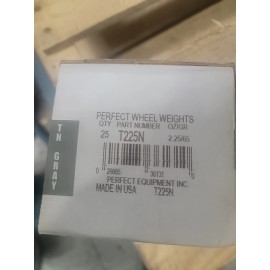 PERFECT WHEEL WEIGHTS
QTY PART NUMBER OZ/GR
25 T225N 2.25/65
TN GRAY
PERFECT EQUIPMENT INC.
MADE IN USA T225N